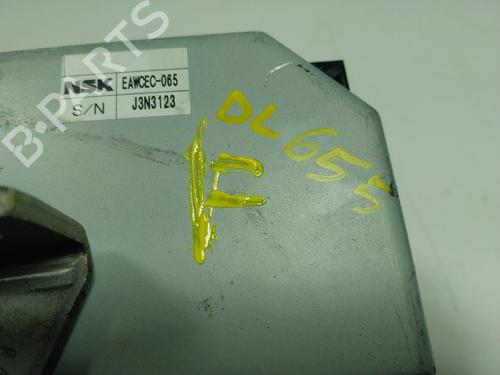 NSK EAWCEC-065
S/N J3N3123
B-PARTS
DL655
F